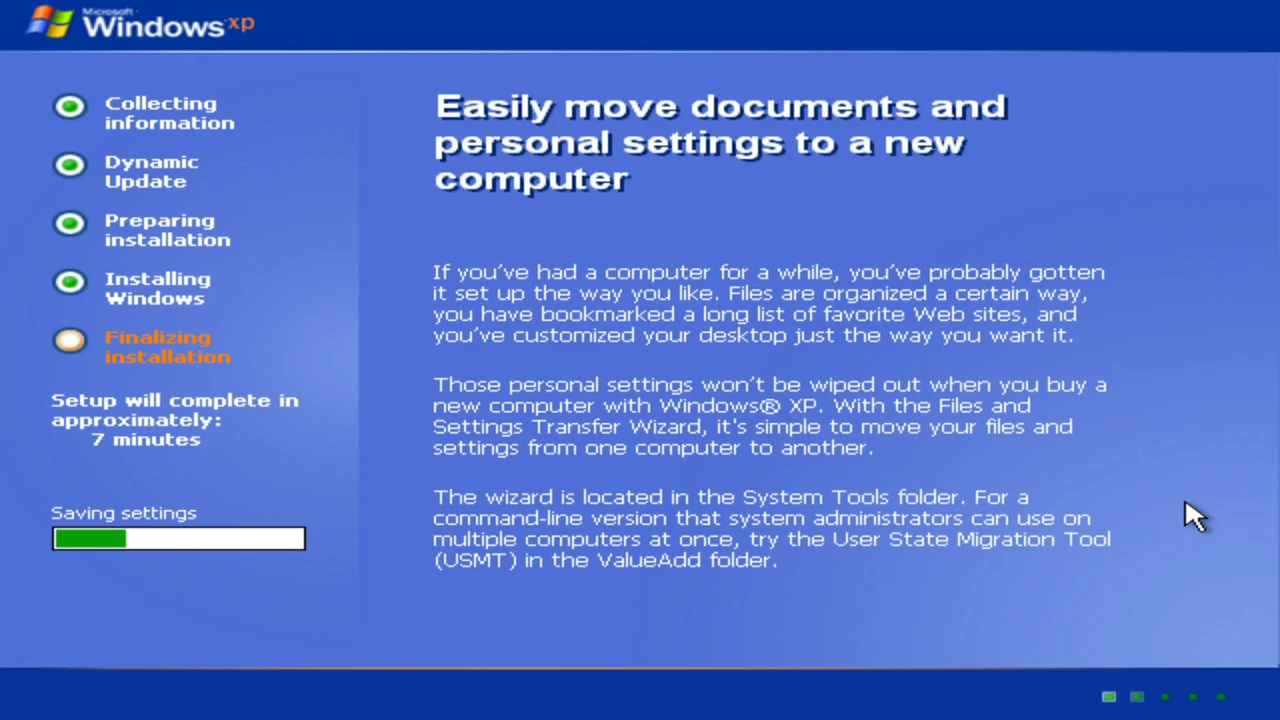 Microsoft
Windows xp
Collecting
information
Dynamic
Update
Preparing
installation
Installing
Windows
Finalizing
installation
Setup will complete in
approximately:
7 minutes
Saving settings
Easily move documents and
personal settings to a new
computer
If you've had a computer for a while, you've probably gotten
it set up the way you like. Files are organized a certain way,
you have bookmarked a long list of favorite Web sites, and
you've customized your desktop just the way you want it.
Those personal settings won't be wiped out when you buy a
new computer with Windows® XP. With the Files and
Settings Transfer Wizard, it's simple to move your files and
settings from one computer to another.
The wizard is located in the System Tools folder. For a
command-line version that system administrators can use on
multiple computers at once, try the User State Migration Tool
(USMT) in the ValueAdd folder.